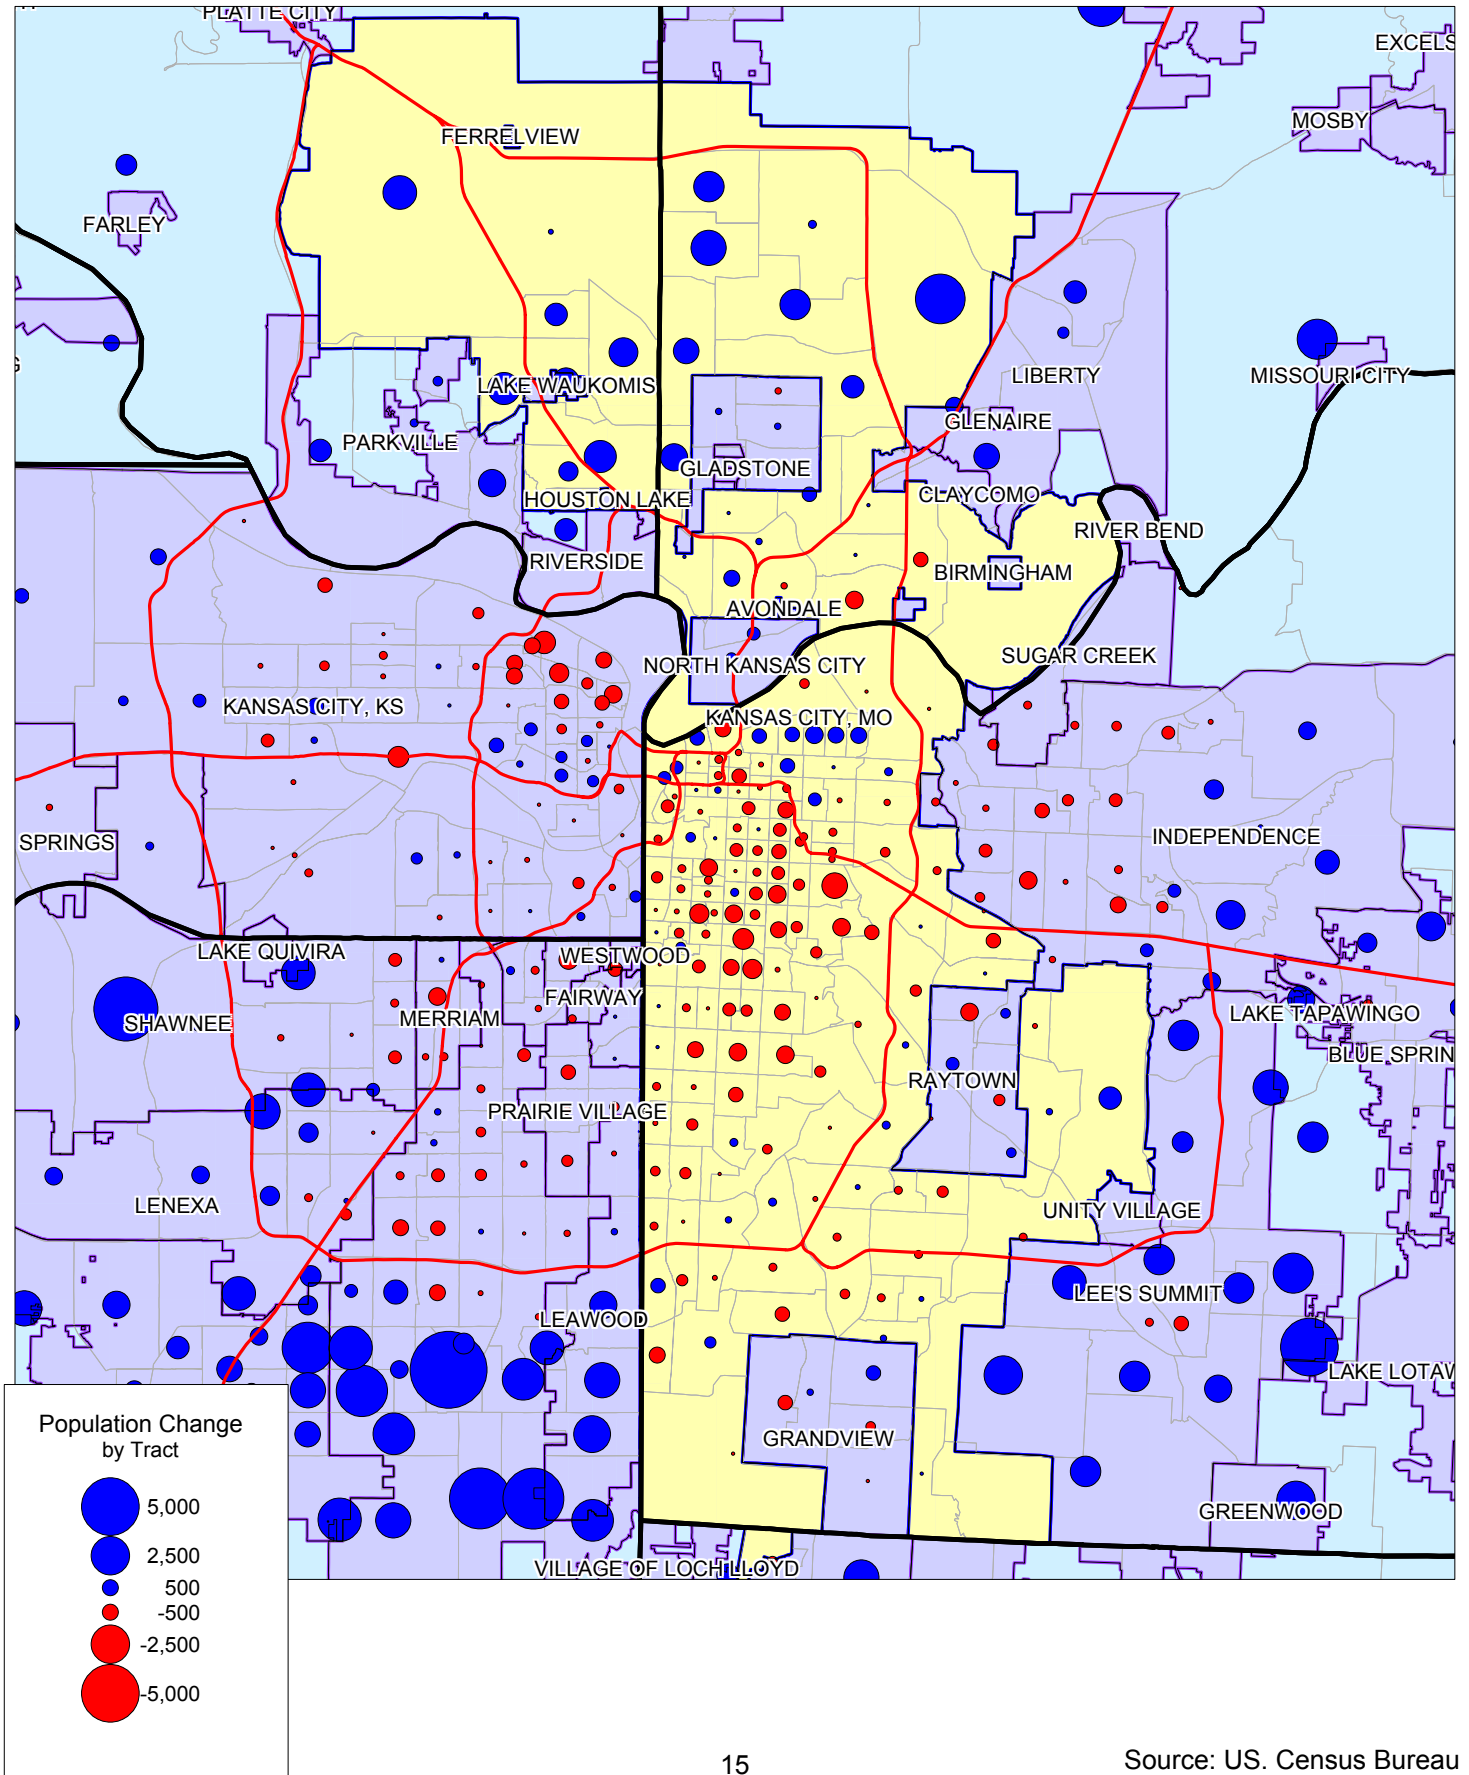 PLATTE CITY
EXCELS
MOSBY
FERRELVIEW
FARLEY
LAKE WAUKOMIS
LIBERTY
MISSOURI CITY
GLENAIRE
PARKVILLE
GLADSTONE
HOUSTON LAKE
CLAYCOMO
RIVER BEND
RIVERSIDE
BIRMINGHAM
AVONDALE
SUGAR CREEK
NORTH KANSAS CITY
KANSAS CITY, KS
KANSAS CITY, MO
SPRINGS
INDEPENDENCE
LAKE QUIVIRA
WESTWOOD
FAIRWAY
SHAWNEE
MERRIAM
LAKE TAPAWINGO
BLUE SPRIN
RAYTOWN
PRAIRIE VILLAGE
LENEXA
UNITY VILLAGE
LEE'S SUMMIT
LEAWOOD
LAKE LOTAW
GRANDVIEW
GREENWOOD
VILLAGE OF LOCH LLOYD
Population Change
by Tract
5,000
2,500
500
-500
-2,500
-5,000
15
Source: US. Census Bureau